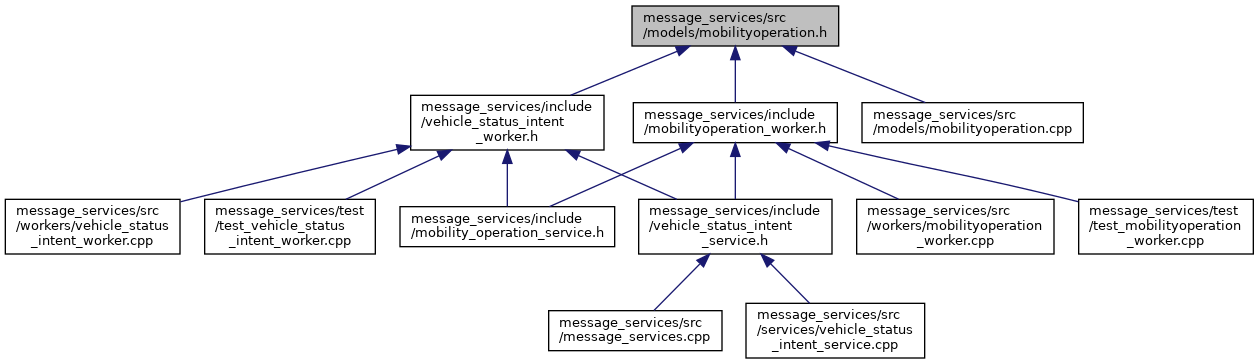 message_services/src
/models/mobilityoperation.h
message_services/include
/vehicle_status_intent
_worker.h
message_services/include
/mobilityoperation_worker.h
message_services/src
/models/mobilityoperation.cpp
message_services/src
/workers/vehicle_status
_intent_worker.cpp
message_services/test
/test_vehicle_status
_intent_worker.cpp
message_services/include
/mobility_operation_service.h
message_services/include
/vehicle_status_intent
_service.h
message_services/src
/workers/mobilityoperation
_worker.cpp
message_services/test
/test_mobilityoperation
_worker.cpp
message_services/src
/message_services.cpp
message_services/src
/services/vehicle_status
_intent_service.cpp